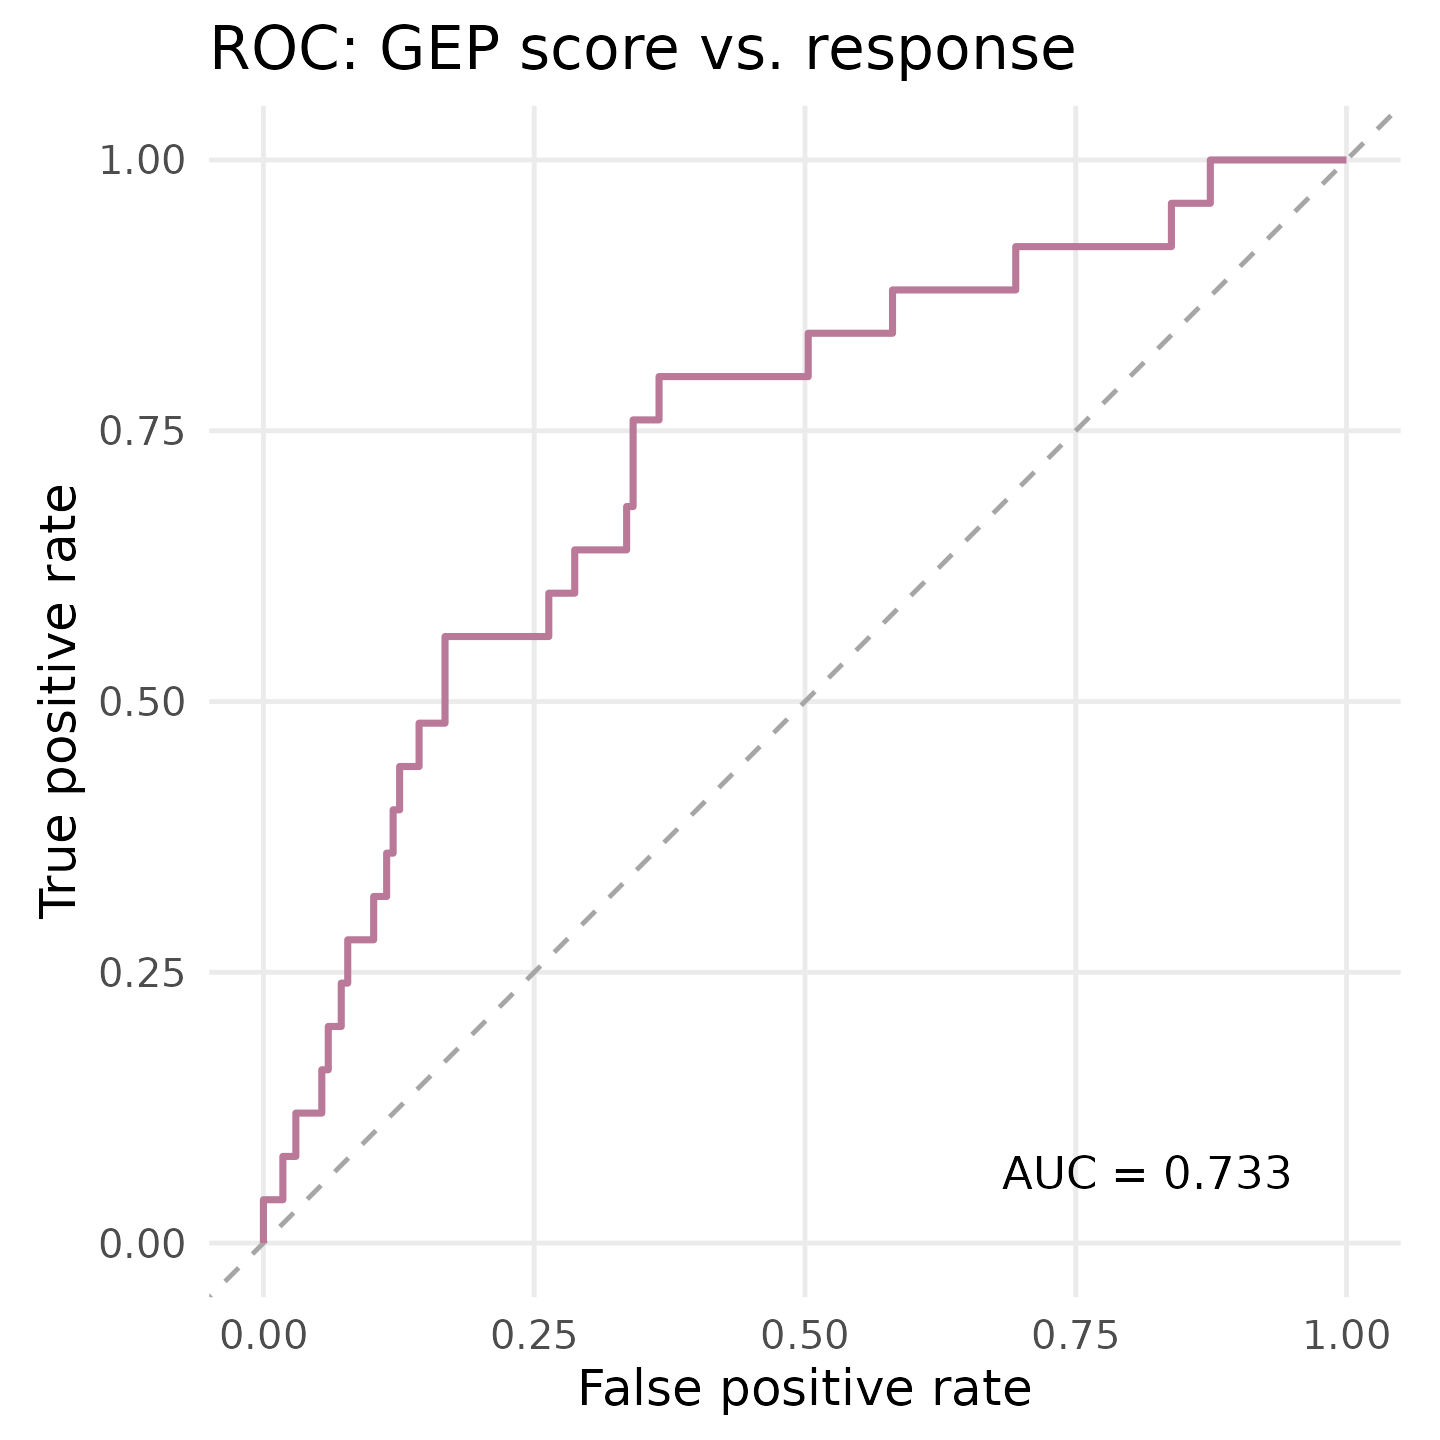 ROC: GEP score vs. response
1.00
0.75
0.50
0.25
0.00
True positive rate
AUC = 0.733
0.00 0.25 0.50 0.75 1.00
False positive rate